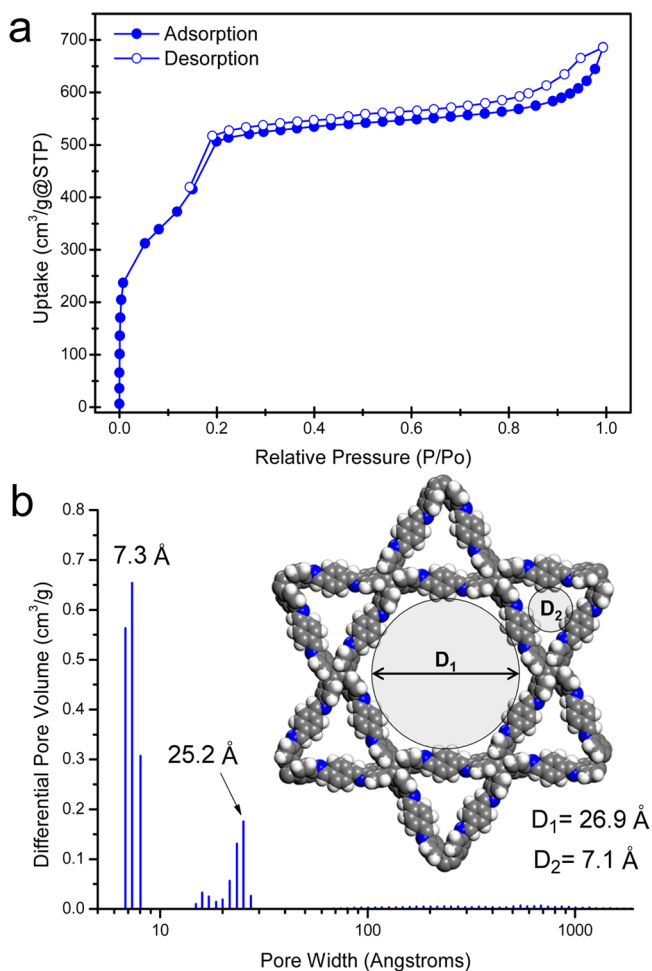 a
Adsorption
Desorption
700
600
500
400
300
200
100
0
Uptake (cm³/g@STP)
0.0 0.2 0.4 0.6 0.8 1.0
Relative Pressure (P/Po)
b
0.8
0.7
0.6
0.5
0.4
0.3
0.2
0.1
0.0
Differential Pore Volume (cm³/g)
7.3 Å
25.2 Å
D₁
D₂
D₁= 26.9 Å
D₂= 7.1 Å
10 100 1000
Pore Width (Angstroms)